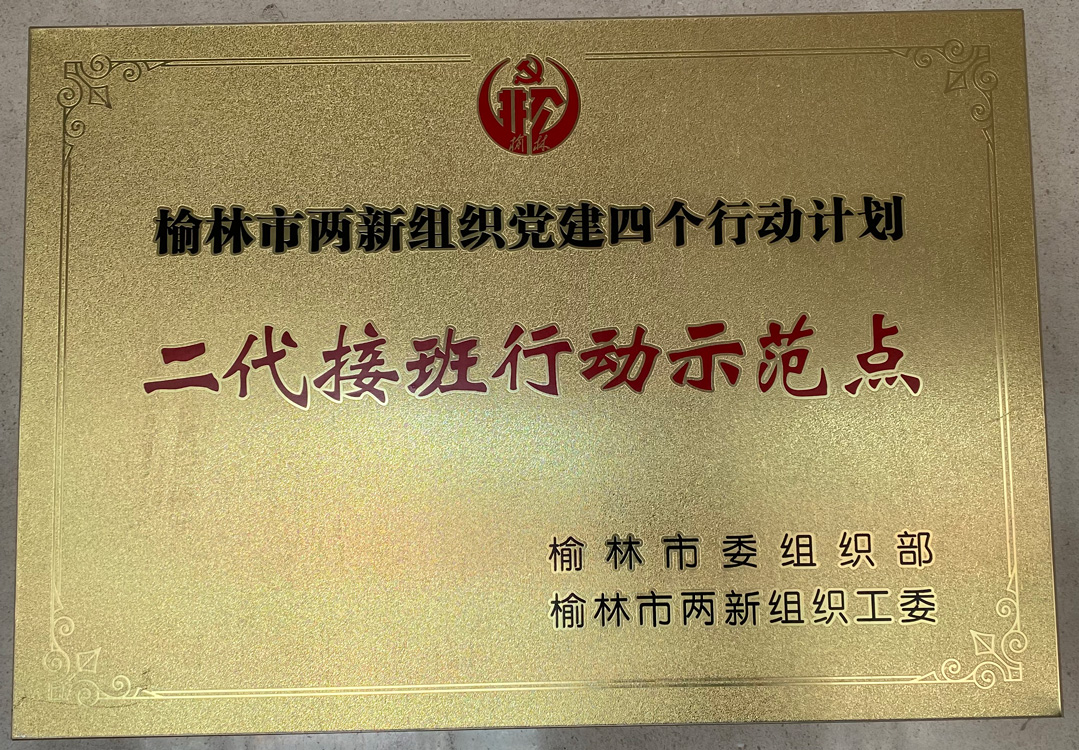 榆林
榆林市两新组织党建四个行动计划
二代接班行动示范点
榆林市委组织部
榆林市两新组织工委